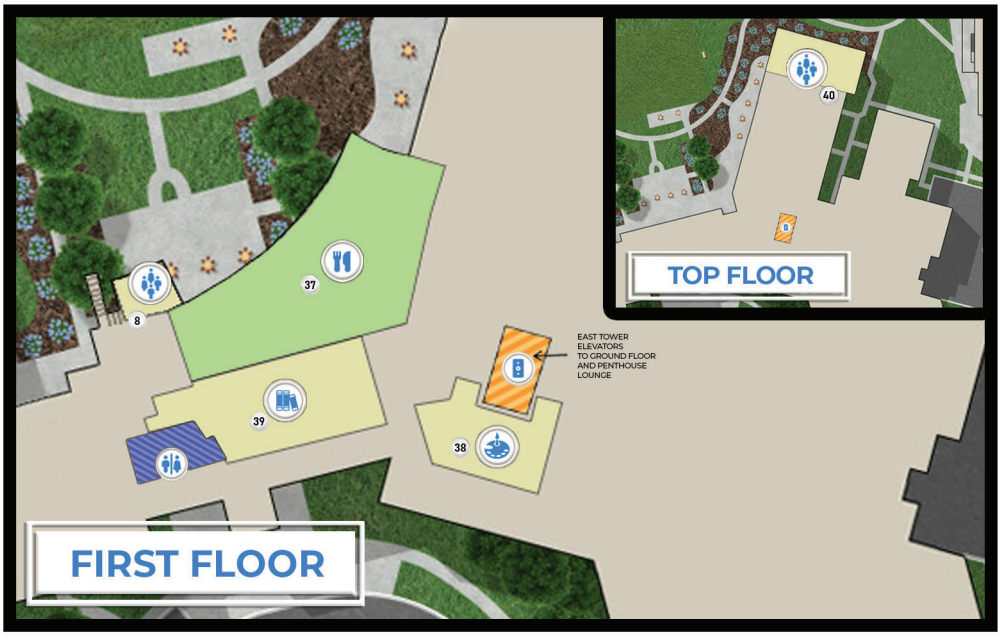 40
TOP FLOOR
37
8
EAST TOWER
ELEVATORS
TO GROUND FLOOR
AND PENTHOUSE
LOUNGE
39
38
FIRST FLOOR